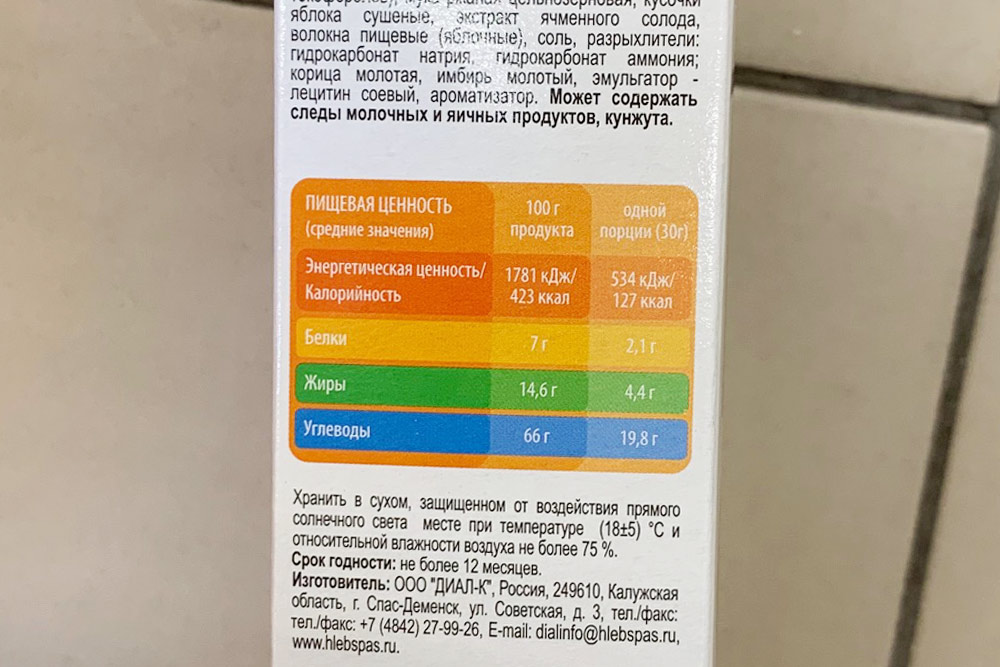 токоферолов), мука ржаная цельнозерновая, кусочки
яблока сушеные, экстракт ячменного солода,
волокна пищевые (яблочные), соль, разрыхлители:
гидрокарбонат натрия, гидрокарбонат аммония;
корица молотая, имбирь молотый, эмульгатор -
лецитин соевый, ароматизатор. Может содержать
следы молочных и яичных продуктов, кунжута.
ПИЩЕВАЯ ЦЕННОСТЬ
(средние значения)
100 г
продукта
одной
порции (30г)
Энергетическая ценность/
Калорийность
1781 кДж/
423 ккал
534 кДж/
127 ккал
Белки
7 г
2,1 г
Жиры
14,6 г
4,4 г
Углеводы
66 г
19,8 г
Хранить в сухом, защищенном от воздействия прямого
солнечного света месте при температуре (18±5) °С и
относительной влажности воздуха не более 75 %.
Срок годности: не более 12 месяцев.
Изготовитель: ООО "ДИАЛ-К", Россия, 249610, Калужская
область, г. Спас-Деменск, ул. Советская, д. 3, тел./факс:
тел./факс: +7 (4842) 27-99-26, E-mail: dialinfo@hlebspas.ru,
www.hlebspas.ru.